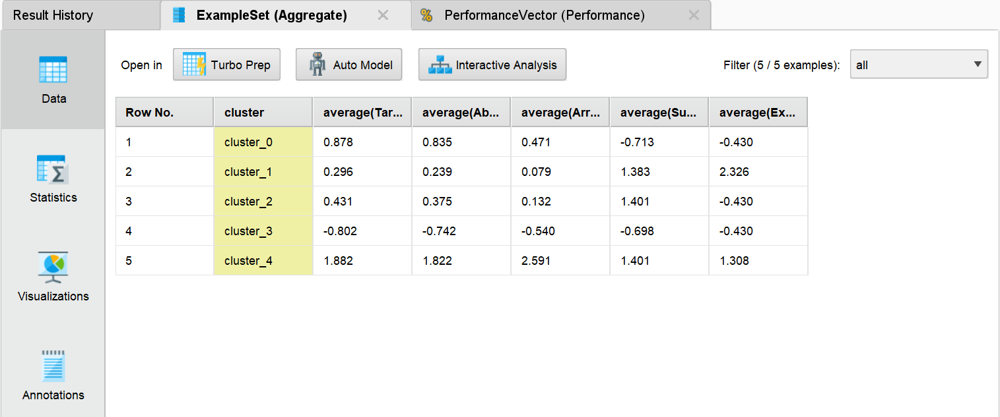 Result History ExampleSet (Aggregate) PerformanceVector (Performance)
Open in Turbo Prep Auto Model Interactive Analysis Filter (5 / 5 examples): all
Data
Statistics
Visualizations
Annotations
Row No. cluster average(Tar... average(Ab... average(Arr... average(Su... average(Ex...
1 cluster_0 0.878 0.835 0.471 -0.713 -0.430
2 cluster_1 0.296 0.239 0.079 1.383 2.326
3 cluster_2 0.431 0.375 0.132 1.401 -0.430
4 cluster_3 -0.802 -0.742 -0.540 -0.698 -0.430
5 cluster_4 1.882 1.822 2.591 1.401 1.308